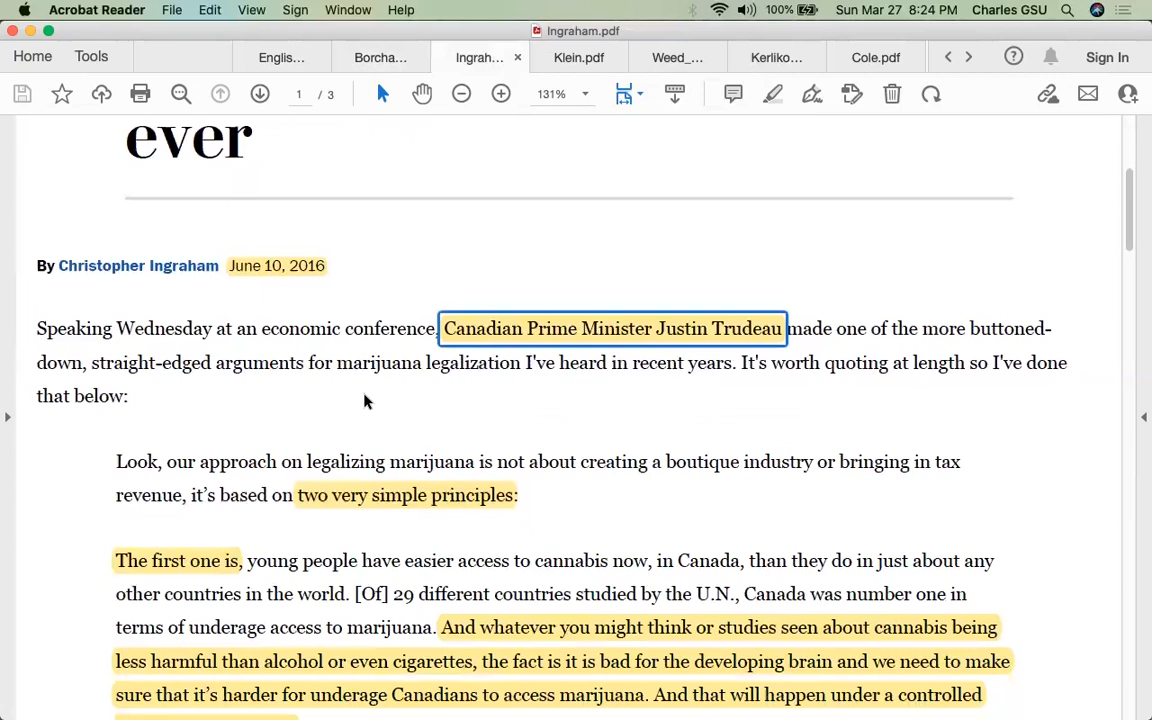 Acrobat Reader File Edit View Sign Window Help 100% Sun Mar 27 8:24 PM Charles GSU
Ingraham.pdf
Home Tools Englis... Borcha... Ingrah... × Klein.pdf Weed_... Kerliko... Cole.pdf Sign In
1 / 3 131%
ever
By Christopher Ingraham June 10, 2016
Speaking Wednesday at an economic conference, Canadian Prime Minister Justin Trudeau made one of the more buttoned-
down, straight-edged arguments for marijuana legalization I've heard in recent years. It's worth quoting at length so I've done
that below:
Look, our approach on legalizing marijuana is not about creating a boutique industry or bringing in tax
revenue, it's based on two very simple principles:
The first one is, young people have easier access to cannabis now, in Canada, than they do in just about any
other countries in the world. [Of] 29 different countries studied by the U.N., Canada was number one in
terms of underage access to marijuana. And whatever you might think or studies seen about cannabis being
less harmful than alcohol or even cigarettes, the fact is it is bad for the developing brain and we need to make
sure that it's harder for underage Canadians to access marijuana. And that will happen under a controlled